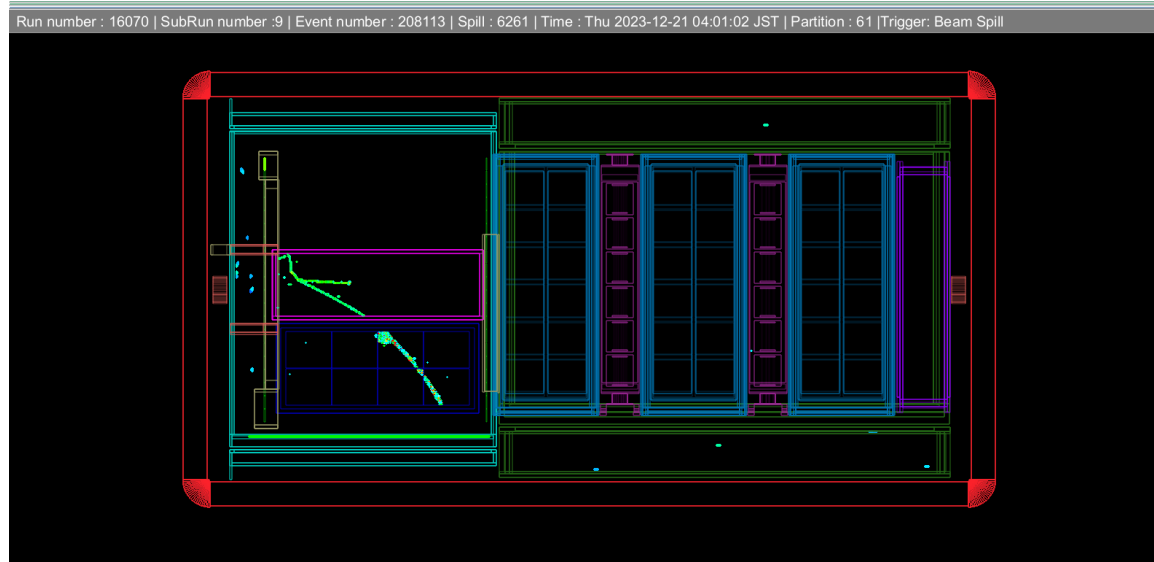 Run number : 16070 | SubRun number :9 | Event number : 208113 | Spill : 6261 | Time : Thu 2023-12-21 04:01:02 JST | Partition : 61 |Trigger: Beam Spill